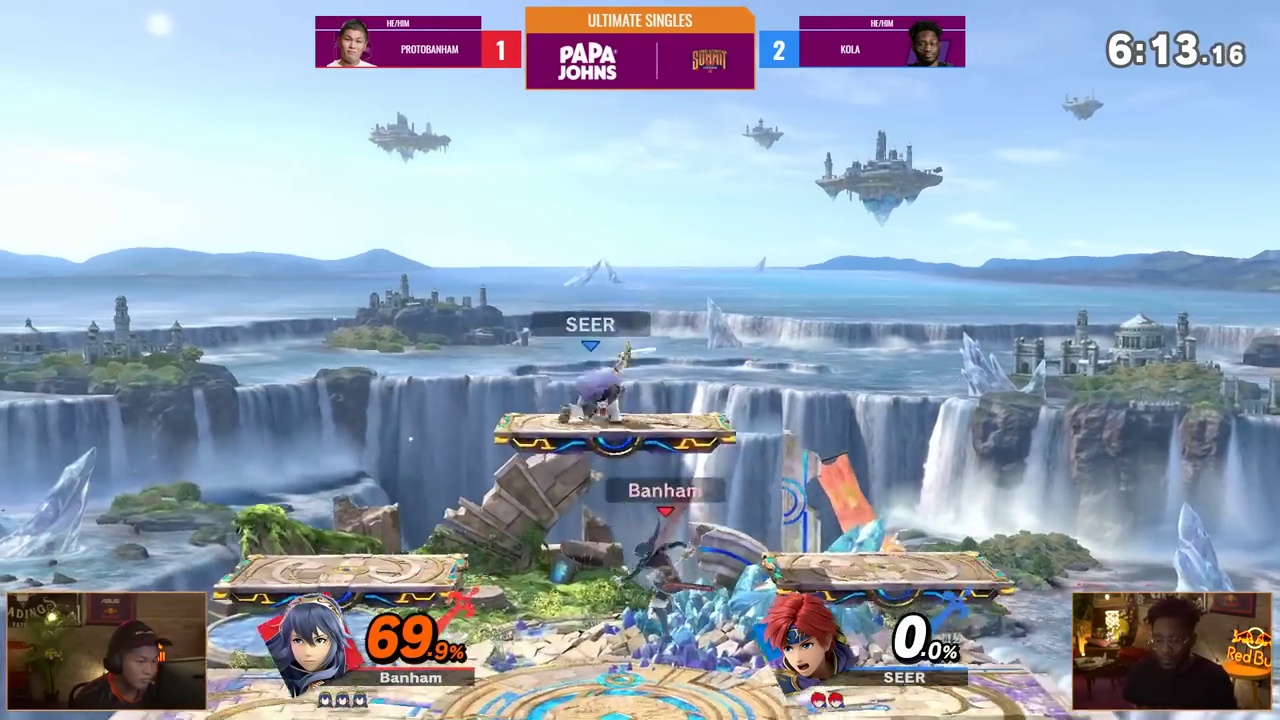 HE/HIM
PROTOBANHAM
1
ULTIMATE SINGLES
PAPA JOHNS
SUMMIT
2
HE/HIM
KOLA
6:13.16
SEER
Banham
69.9%
Banham
0.0%
SEER
Red Bu